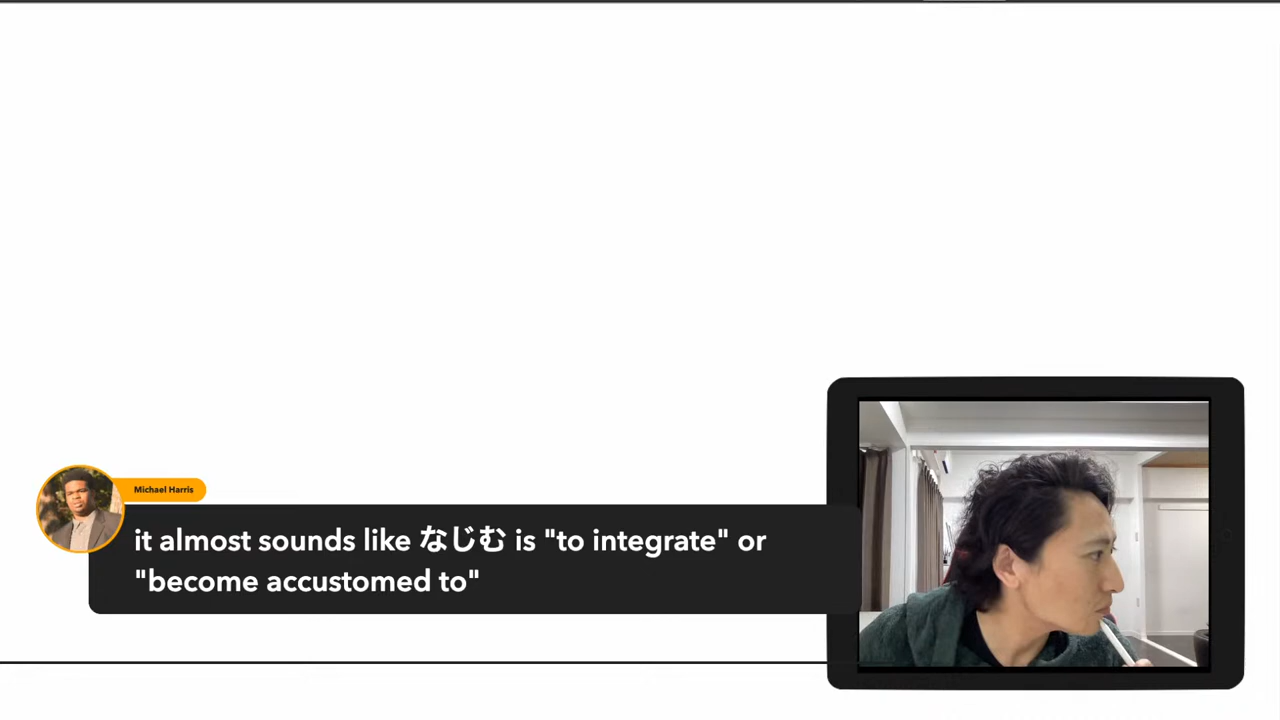 Michael Harris
it almost sounds like なじむ is "to integrate" or
"become accustomed to"